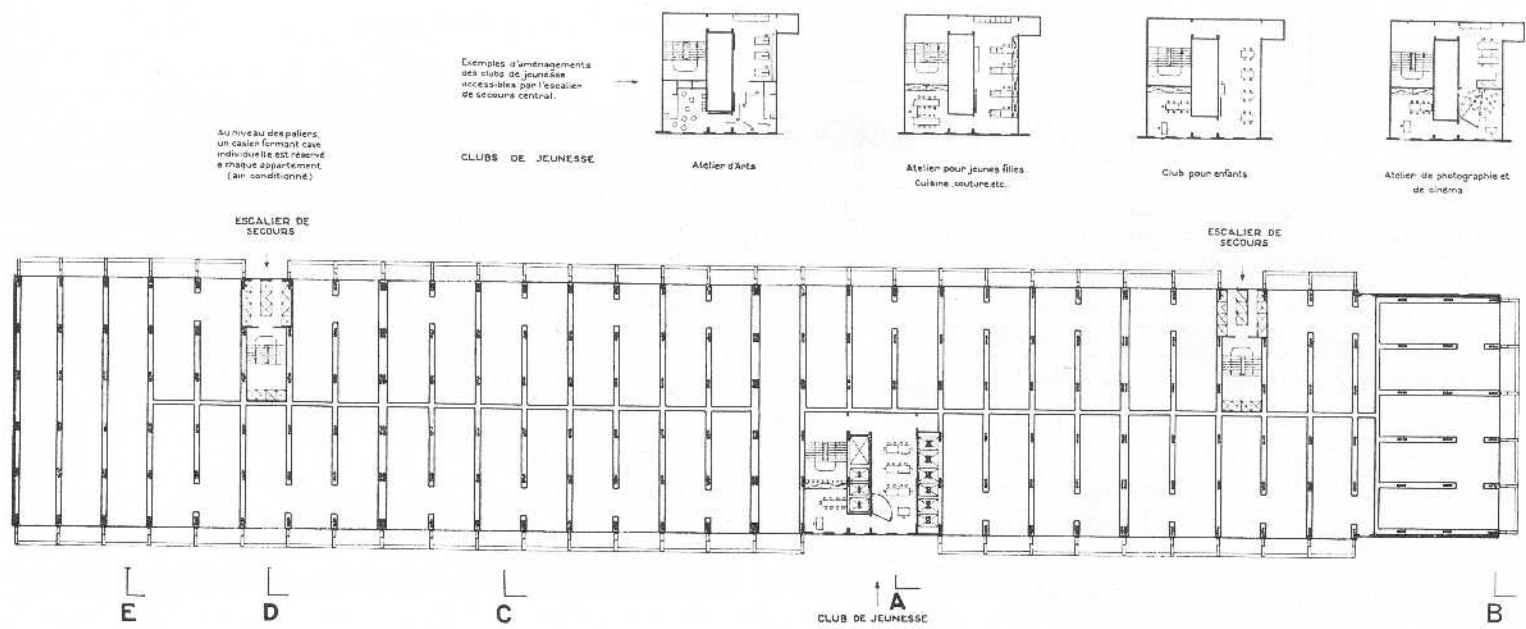 Exemples d'aménagements
des clubs de jeunesse
accessibles par l'escalier
de secours central.
CLUBS DE JEUNESSE
Atelier d'Arts
Atelier pour jeunes filles
Cuisine, couture, etc..
Club pour enfants
Atelier de photographie et
de cinéma
Au niveau des paliers,
un casier formant cave
individuelle est réservé
a chaque appartement
(air conditionné)
ESCALIER DE
SECOURS
ESCALIER DE
SECOURS
E
D
C
A
B
CLUB DE JEUNESSE